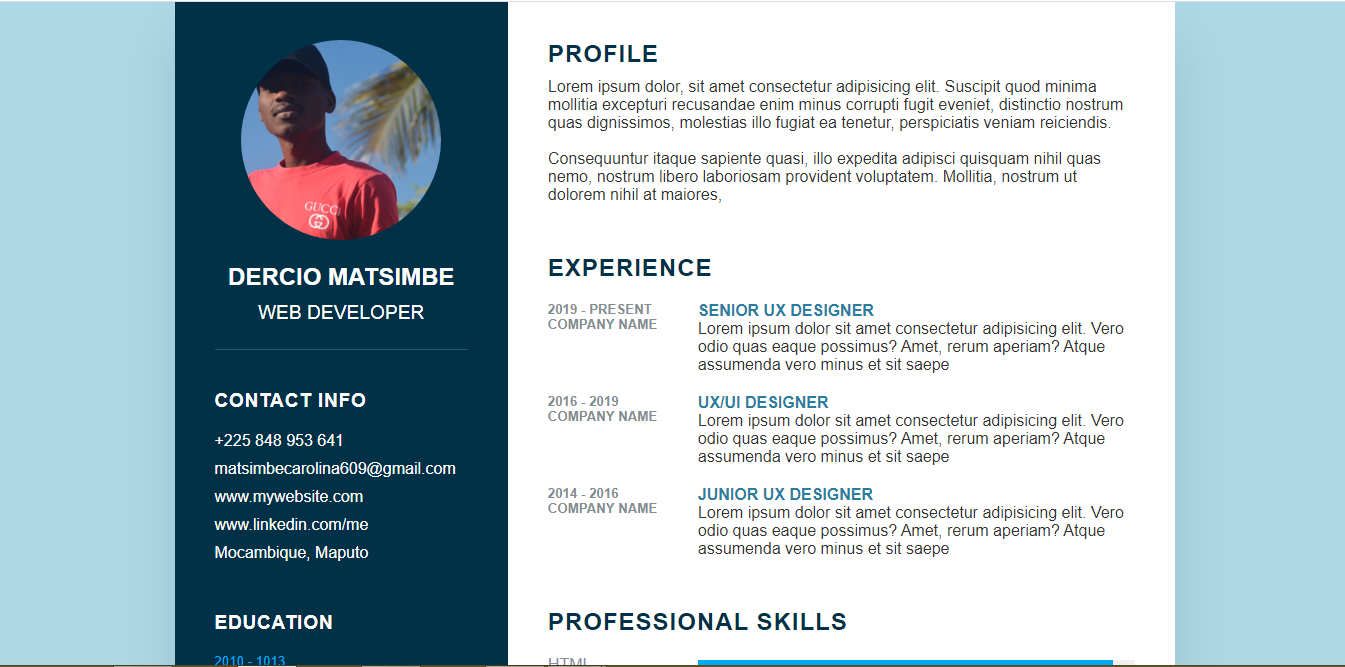 GUCCI
DERCIO MATSIMBE
WEB DEVELOPER
CONTACT INFO
+225 848 953 641
matsimbecarolina609@gmail.com
www.mywebsite.com
www.linkedin.com/me
Mocambique, Maputo
EDUCATION
2010 - 1013
PROFILE
Lorem ipsum dolor, sit amet consectetur adipisicing elit. Suscipit quod minima
mollitia excepturi recusandae enim minus corrupti fugit eveniet, distinctio nostrum
quas dignissimos, molestias illo fugiat ea tenetur, perspiciatis veniam reiciendis.
Consequuntur itaque sapiente quasi, illo expedita adipisci quisquam nihil quas
nemo, nostrum libero laboriosam provident voluptatem. Mollitia, nostrum ut
dolorem nihil at maiores,
EXPERIENCE
2019 - PRESENT
COMPANY NAME
SENIOR UX DESIGNER
Lorem ipsum dolor sit amet consectetur adipisicing elit. Vero
odio quas eaque possimus? Amet, rerum aperiam? Atque
assumenda vero minus et sit saepe
2016 - 2019
COMPANY NAME
UX/UI DESIGNER
Lorem ipsum dolor sit amet consectetur adipisicing elit. Vero
odio quas eaque possimus? Amet, rerum aperiam? Atque
assumenda vero minus et sit saepe
2014 - 2016
COMPANY NAME
JUNIOR UX DESIGNER
Lorem ipsum dolor sit amet consectetur adipisicing elit. Vero
odio quas eaque possimus? Amet, rerum aperiam? Atque
assumenda vero minus et sit saepe
PROFESSIONAL SKILLS
HTML